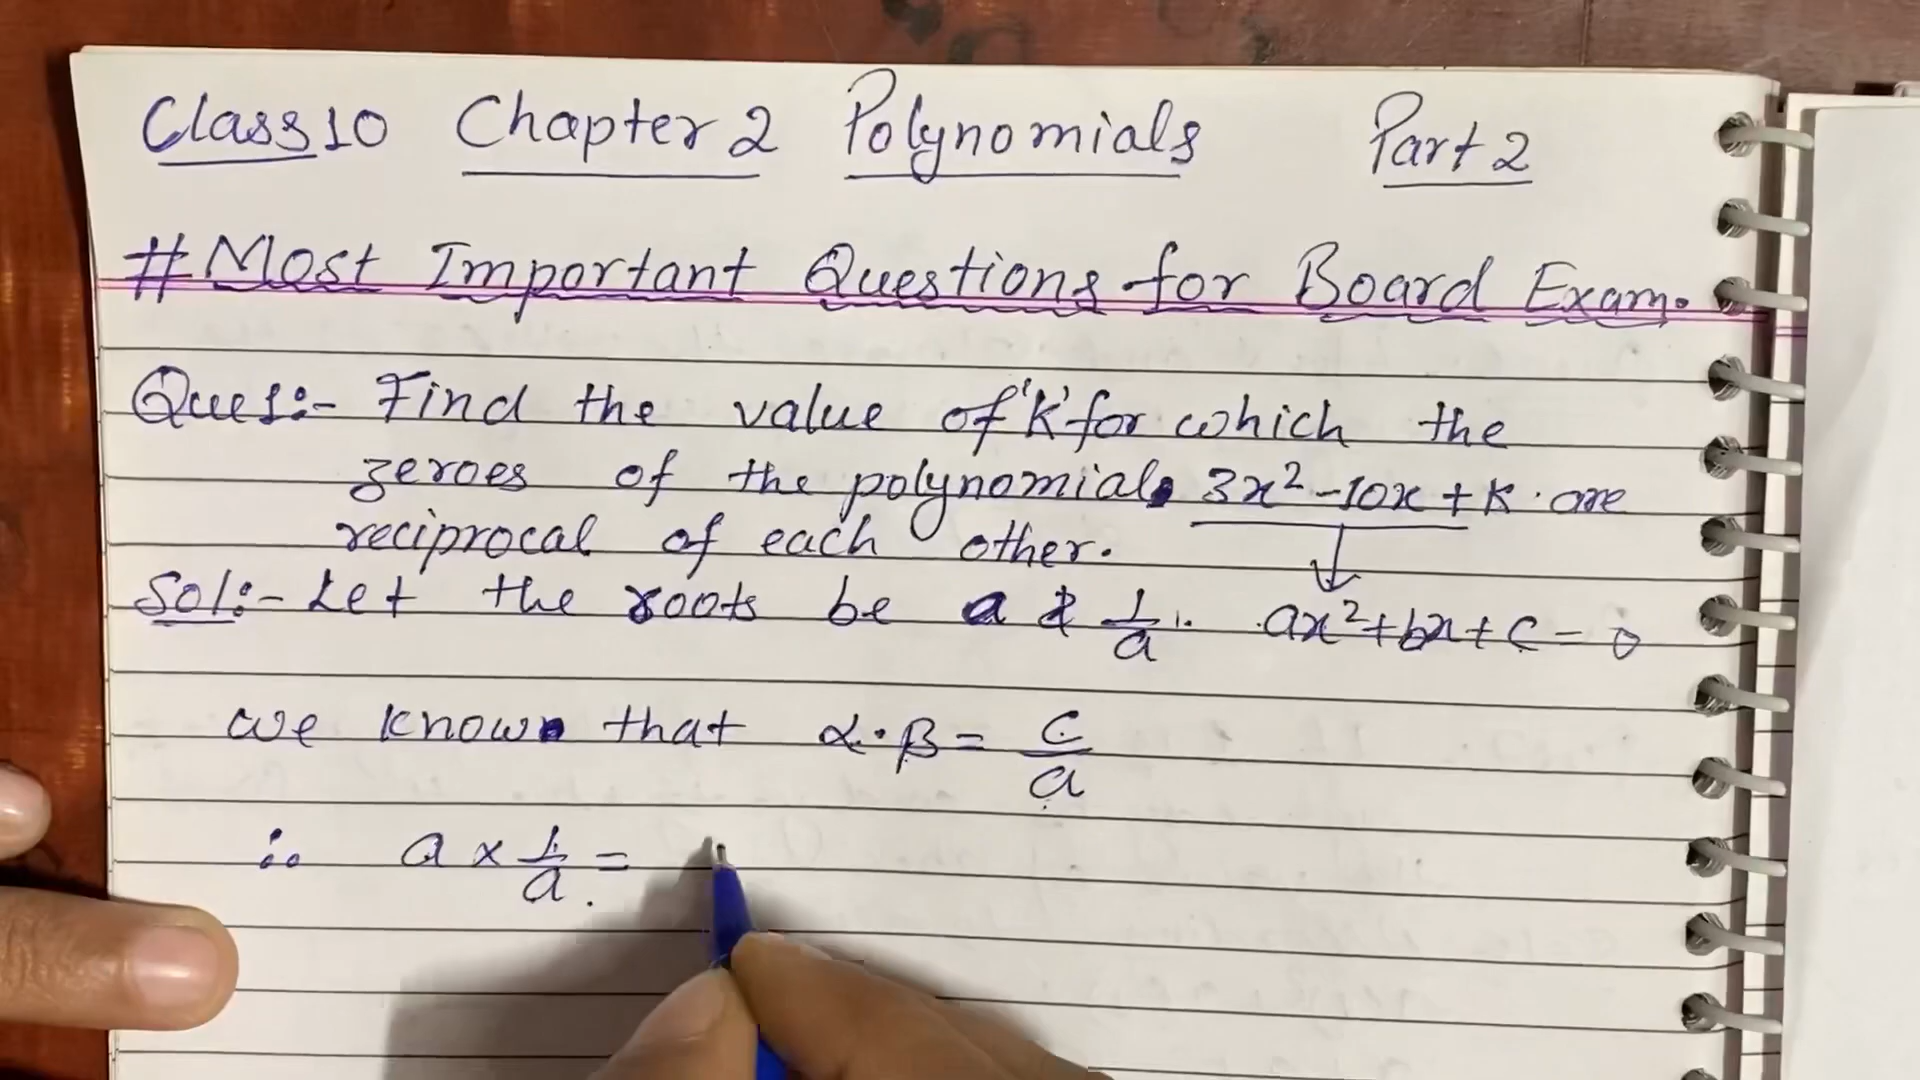 Class 10 Chapter 2 Polynomials Part 2
# Most Important Questions for Board Exam.
Ques1:- Find the value of 'K' for which the
zeroes of the polynomial 3x² -10x + k. are
reciprocal of each other.
Sol:- Let the roots be a & 1/a. ax² + bx + c = 0
we know that α·β = c/a
∴ a × 1/a =